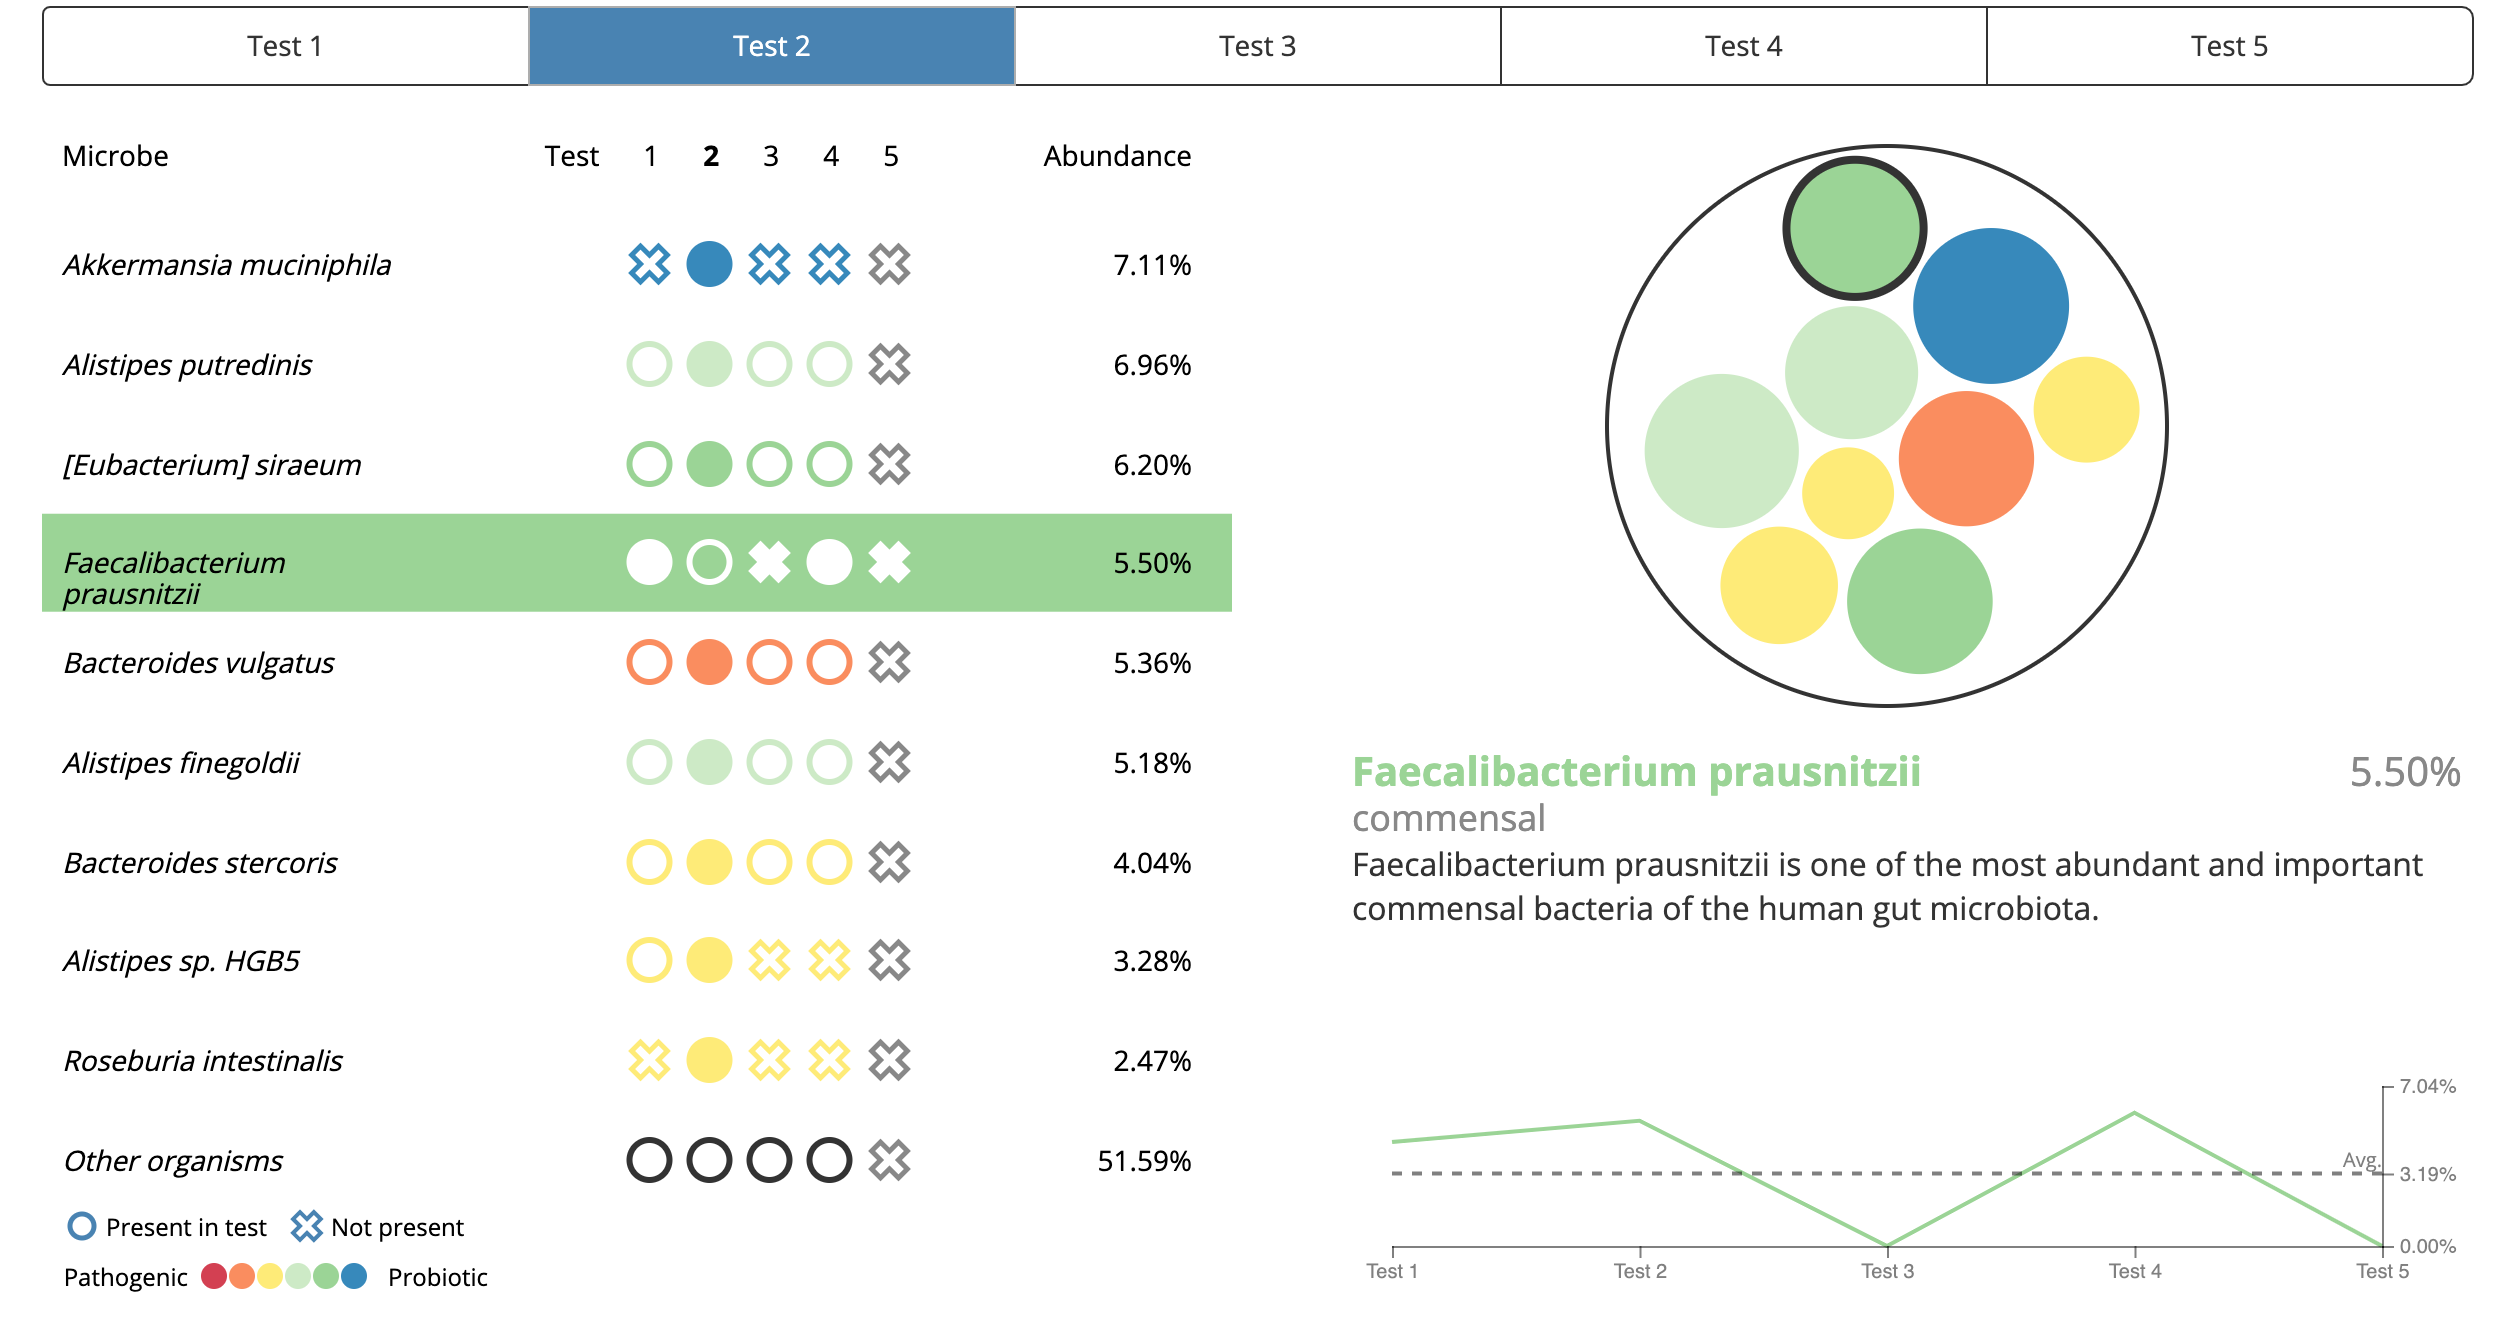 Test 1 Test 2 Test 3 Test 4 Test 5
Microbe Test 1 2 3 4 5 Abundance
Akkermansia muciniphila 7.11%
Alistipes putredinis 6.96%
[Eubacterium] siraeum 6.20%
Faecalibacterium
prausnitzii 5.50%
Bacteroides vulgatus 5.36%
Alistipes finegoldii 5.18%
Bacteroides stercoris 4.04%
Alistipes sp. HGB5 3.28%
Roseburia intestinalis 2.47%
Other organisms 51.59%
Present in test Not present
Pathogenic Probiotic
Faecalibacterium prausnitzii 5.50%
commensal
Faecalibacterium prausnitzii is one of the most abundant and important
commensal bacteria of the human gut microbiota.
7.04%
Avg.
3.19%
0.00%
Test 1 Test 2 Test 3 Test 4 Test 5